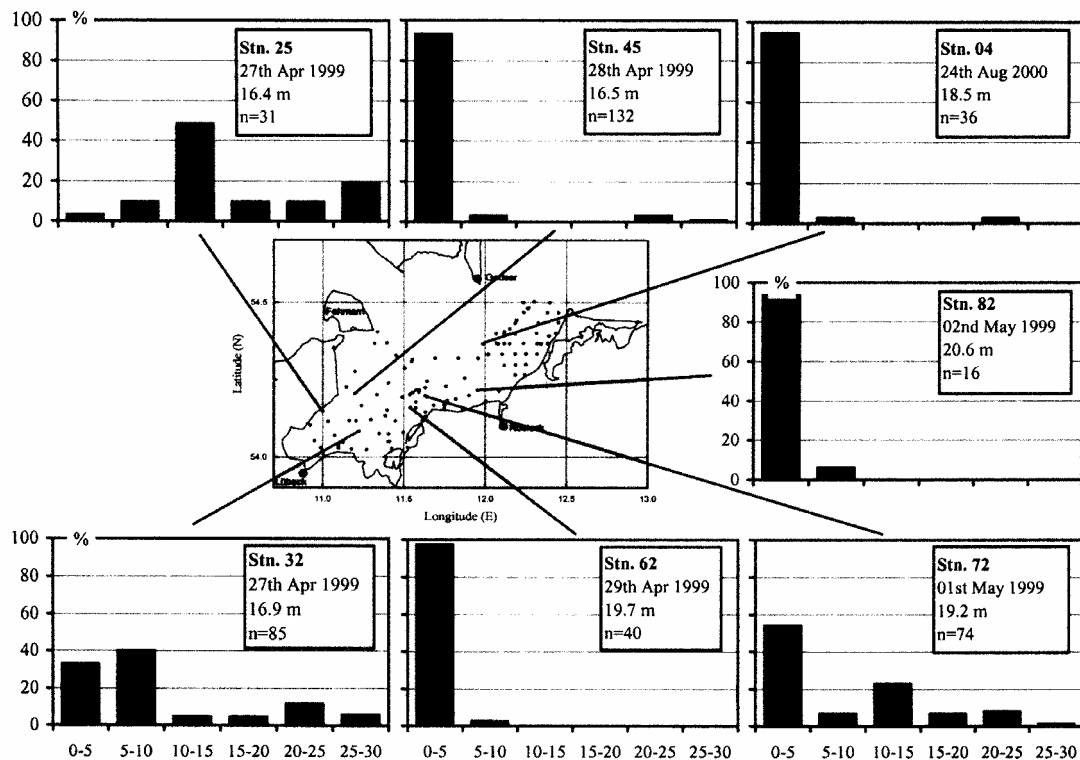 100 %
80
60
40
20
0
Stn. 25
27th Apr 1999
16.4 m
n=31
Stn. 45
28th Apr 1999
16.5 m
n=132
Stn. 04
24th Aug 2000
18.5 m
n=36
Latitude (N)
54.5
54.0
Fehmarn
Gedser
Rostock
Lübeck
11.0 11.5 12.0 12.5 13.0
Longitude (E)
100 %
80
60
40
20
0
Stn. 82
02nd May 1999
20.6 m
n=16
100 %
80
60
40
20
0
Stn. 32
27th Apr 1999
16.9 m
n=85
Stn. 62
29th Apr 1999
19.7 m
n=40
Stn. 72
01st May 1999
19.2 m
n=74
0-5 5-10 10-15 15-20 20-25 25-30
0-5 5-10 10-15 15-20 20-25 25-30
0-5 5-10 10-15 15-20 20-25 25-30